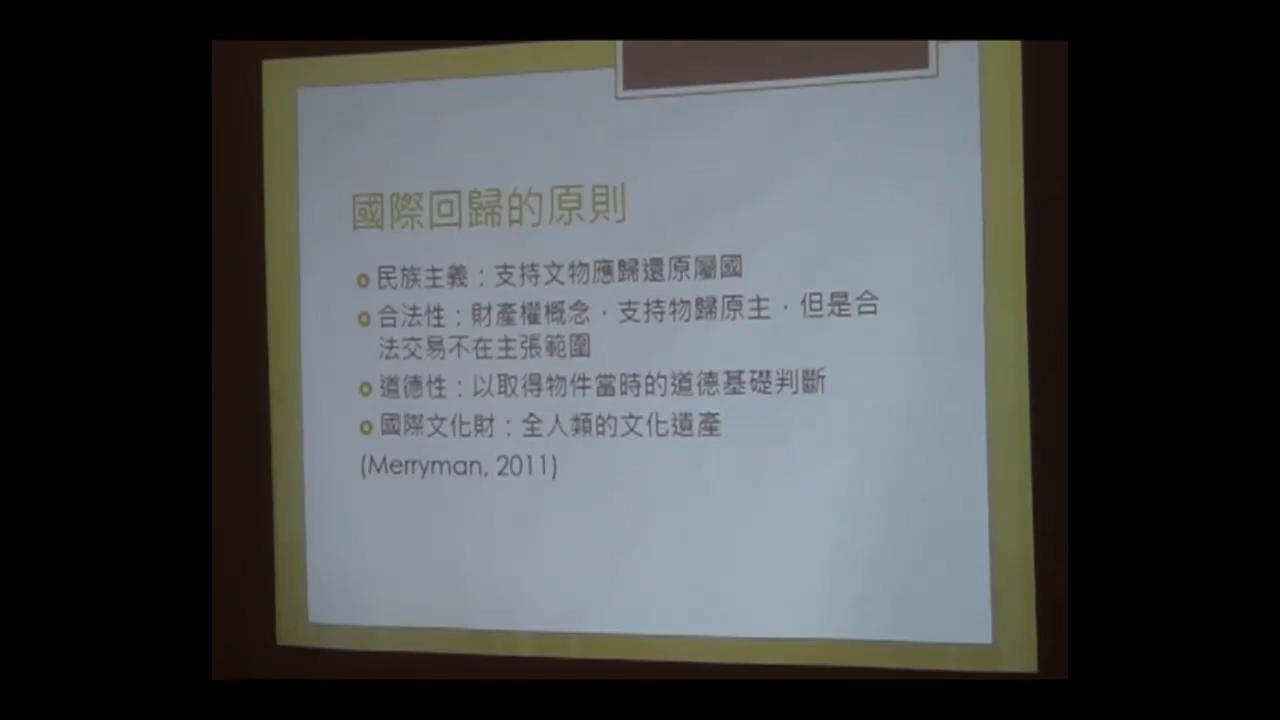 國際回歸的原則
民族主義：支持文物應歸還原屬國
合法性：財產權概念，支持物歸原主，但是合
法交易不在主張範圍
道德性：以取得物件當時的道德基礎判斷
國際文化財：全人類的文化遺產
(Merryman, 2011)